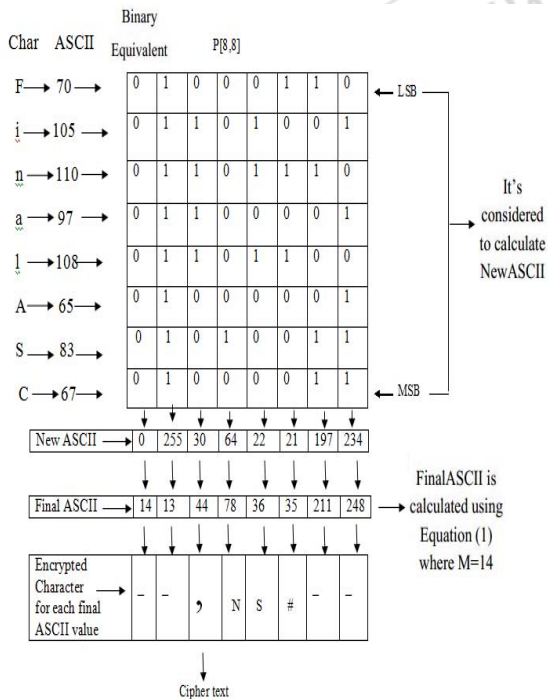 Binary
Char ASCII Equivalent P[8,8]
F 70 0 1 0 0 0 1 1 0 LSB
i 105 0 1 1 0 1 0 0 1
n 110 0 1 1 0 1 1 1 0
a 97 0 1 1 0 0 0 0 1
l 108 0 1 1 0 1 1 0 0
A 65 0 1 0 0 0 0 0 1
S 83 0 1 0 1 0 0 1 1
C 67 0 1 0 0 0 0 1 1 MSB
It's
considered
to calculate
NewASCII
New ASCII 0 255 30 64 22 21 197 234
Final ASCII 14 13 44 78 36 35 211 248
FinalASCII is
calculated using
Equation (1)
where M=14
Encrypted
Character
for each final
ASCII value
– – , N S # – –
Cipher text